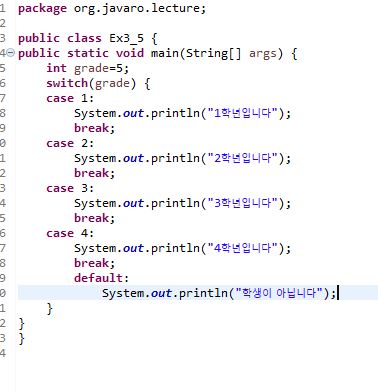 1 package org.javaro.lecture;
2
3 public class Ex3_5 {
4 public static void main(String[] args) {
5 int grade=5;
6 switch(grade) {
7 case 1:
8 System.out.println("1학년입니다");
9 break;
0 case 2:
1 System.out.println("2학년입니다");
2 break;
3 case 3:
4 System.out.println("3학년입니다");
5 break;
6 case 4:
7 System.out.println("4학년입니다");
8 break;
9 default:
0 System.out.println("학생이 아닙니다");
1 }
2 }
3 }
4